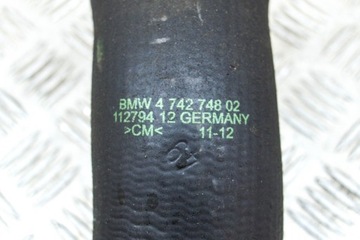 BMW 4 742 748 02
112794 12 GERMANY
>CM< 11-12